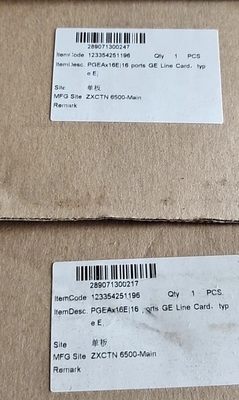 289071300247
ItemCode 123354251196 Qty 1 PCS
ItemDesc. PGEAx16E|16 ports GE Line Card, typ
e E;
Site 单板
MFG Site ZXCTN 6500-Main
Remark
289071300217
ItemCode 123354251196 Qty 1 PCS
ItemDesc. PGEAx16E|16 ports GE Line Card, typ
e E;
Site 单板
MFG Site ZXCTN 6500-Main
Remark